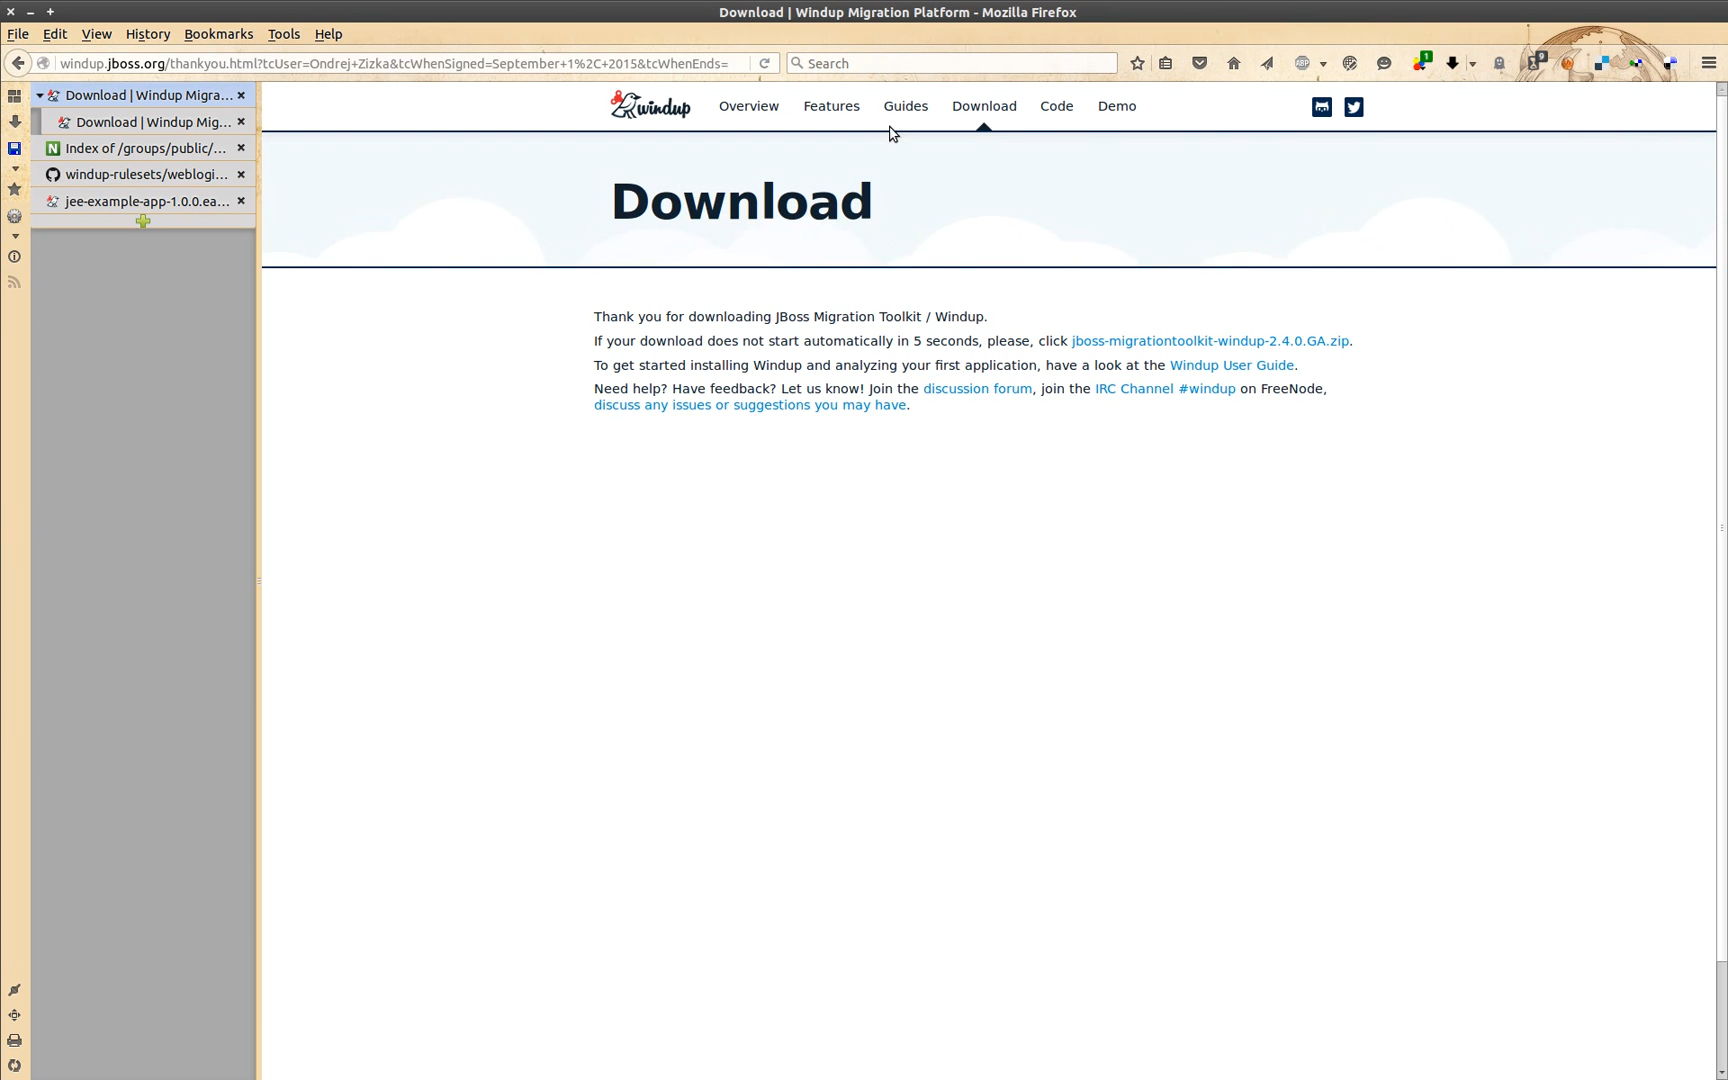 Download | Windup Migration Platform - Mozilla Firefox
File Edit View History Bookmarks Tools Help
windup.jboss.org/thankyou.html?tcUser=Ondrej+Zizka&tcWhenSigned=September+1%2C+2015&tcWhenEnds=
Search
1
9
Download | Windup Migra...
Download | Windup Mig...
Index of /groups/public/...
windup-rulesets/weblogi...
jee-example-app-1.0.0.ea...
windup
Overview Features Guides Download Code Demo
Download
Thank you for downloading JBoss Migration Toolkit / Windup.
If your download does not start automatically in 5 seconds, please, click jboss-migrationtoolkit-windup-2.4.0.GA.zip.
To get started installing Windup and analyzing your first application, have a look at the Windup User Guide.
Need help? Have feedback? Let us know! Join the discussion forum, join the IRC Channel #windup on FreeNode,
discuss any issues or suggestions you may have.